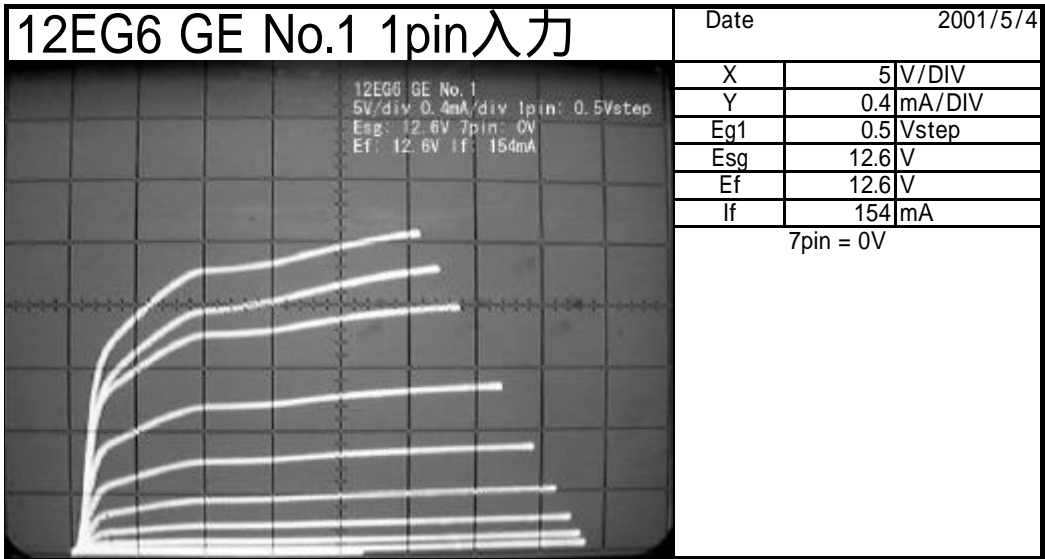 12EG6 GE No.1 1pin入力
Date 2001/5/4
12EG6 GE No.1
5V/div 0.4mA/div 1pin: 0.5Vstep
Esg: 12.6V 7pin: 0V
Ef: 12.6V If: 154mA
X 5 V/DIV
Y 0.4 mA/DIV
Eg1 0.5 Vstep
Esg 12.6 V
Ef 12.6 V
If 154 mA
7pin = 0V